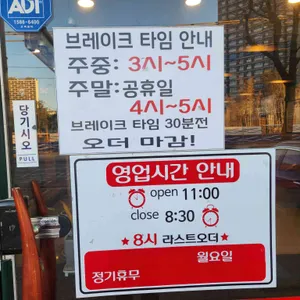 ADT
1588-6400
브레이크 타임 안내
주중: 3시~5시
주말:공휴일
4시~5시
브레이크 타임 30분전
오더 마감!
당기시오
PULL
영업시간 안내
open 11:00
close 8:30
★8시 라스트오더★
월요일
정기휴무